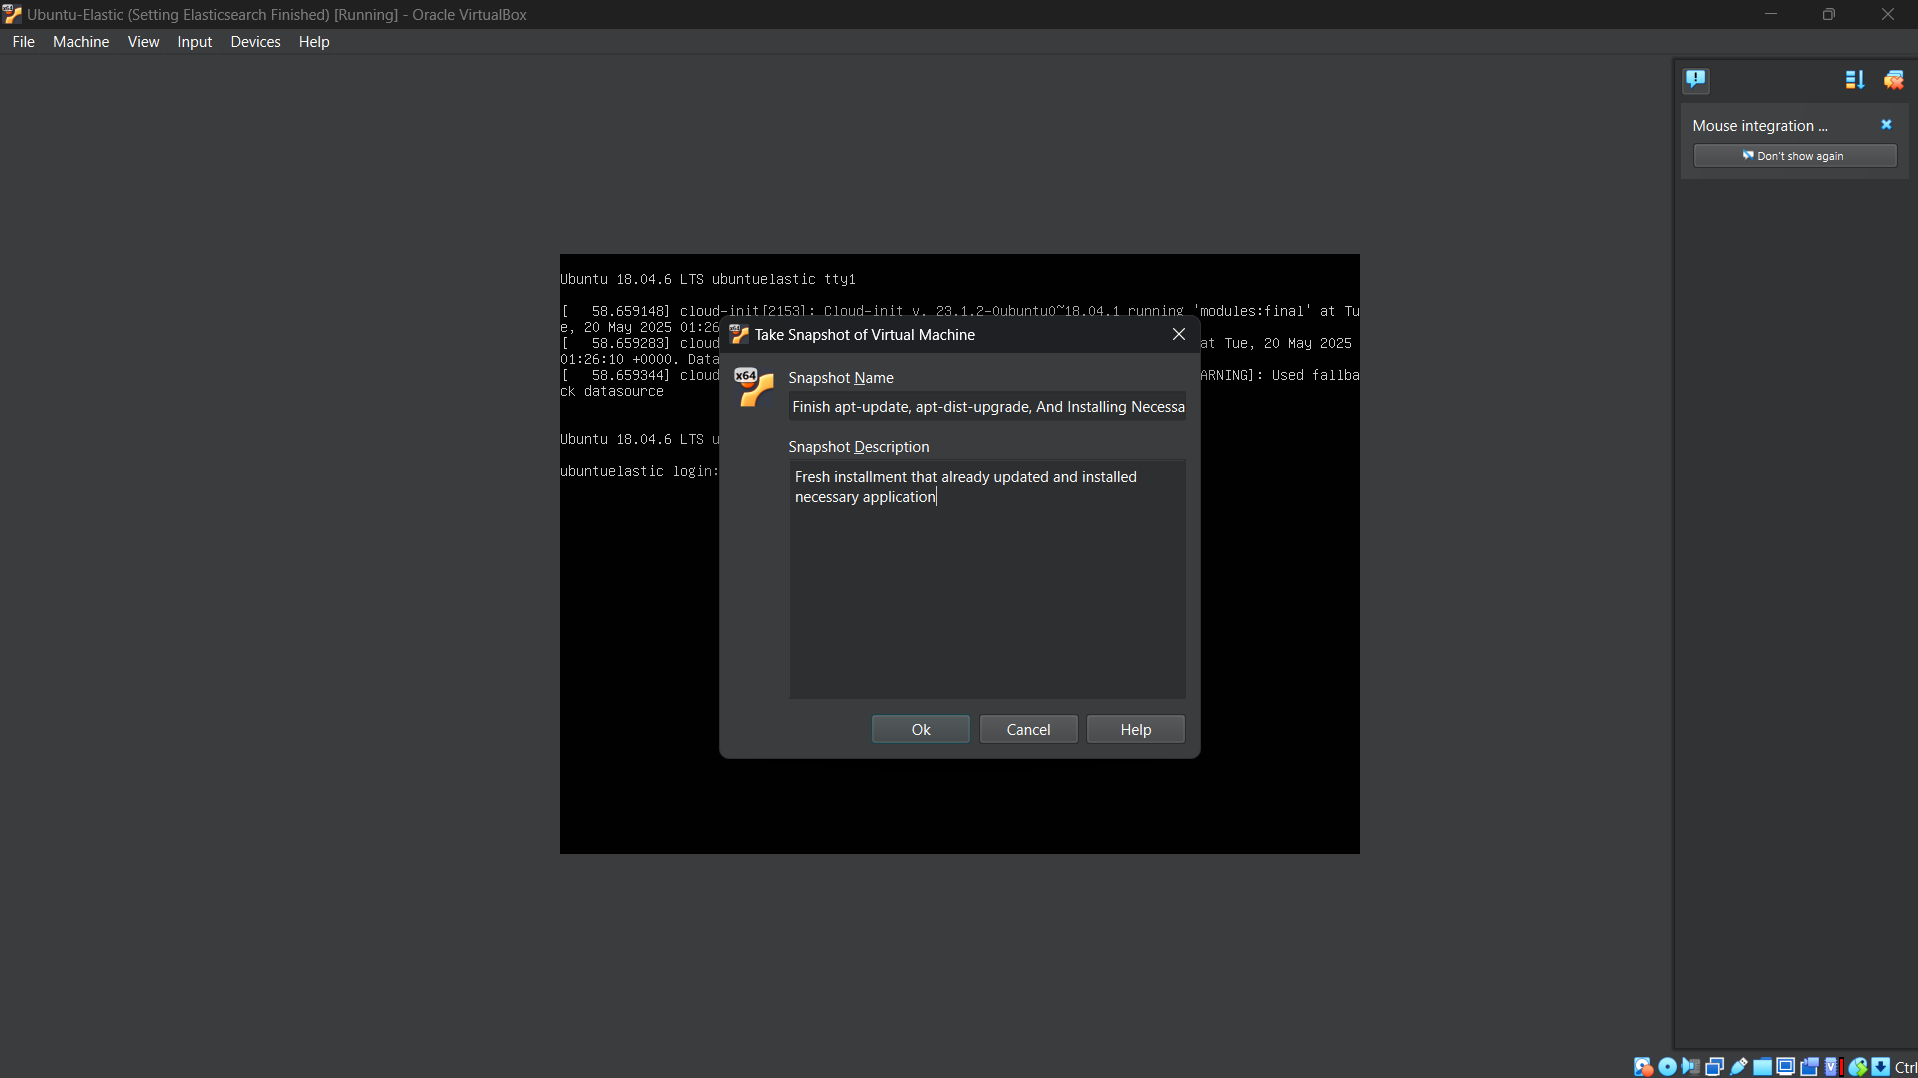 Ubuntu-Elastic (Setting Elasticsearch Finished) [Running] - Oracle VirtualBox
File Machine View Input Devices Help
Mouse integration ...
Don't show again
Ubuntu 18.04.6 LTS ubuntuelastic tty1
[   58.659148] cloud-init[2153]: Cloud-init v. 23.1.2-0ubuntu0~18.04.1 running 'modules:final' at Tu
e, 20 May 2025 01:26
[   58.659283] cloud at Tue, 20 May 2025
01:26:10 +0000. Data
[   58.659344] cloud ARNING]: Used fallba
ck datasource
Ubuntu 18.04.6 LTS u
ubuntuelastic login:
Take Snapshot of Virtual Machine
x64
Snapshot Name
Finish apt-update, apt-dist-upgrade, And Installing Necessa
Snapshot Description
Fresh installment that already updated and installed
necessary application
Ok
Cancel
Help
Ctrl